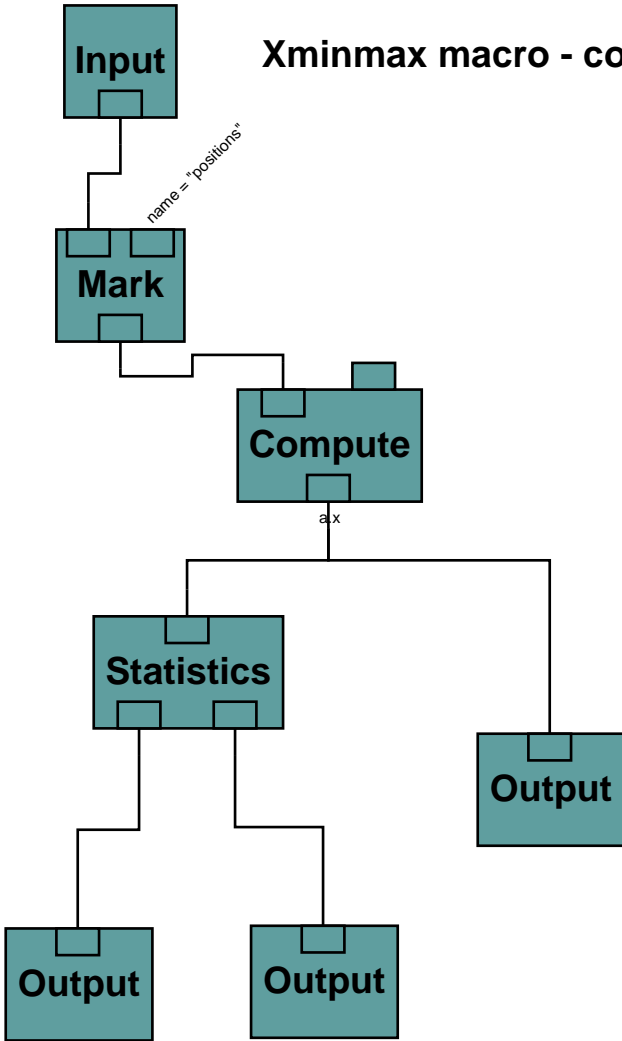 Input
Xminmax macro - co
name = "positions"
Mark
Compute
a.x
Statistics
Output
Output
Output